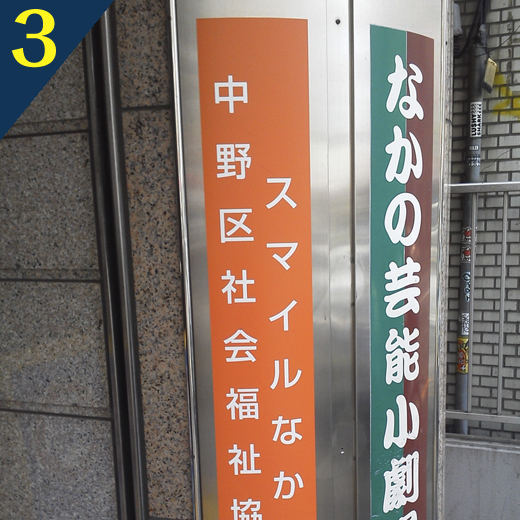 3
なかの芸能小劇
スマイルなか
中野区社会福祉協